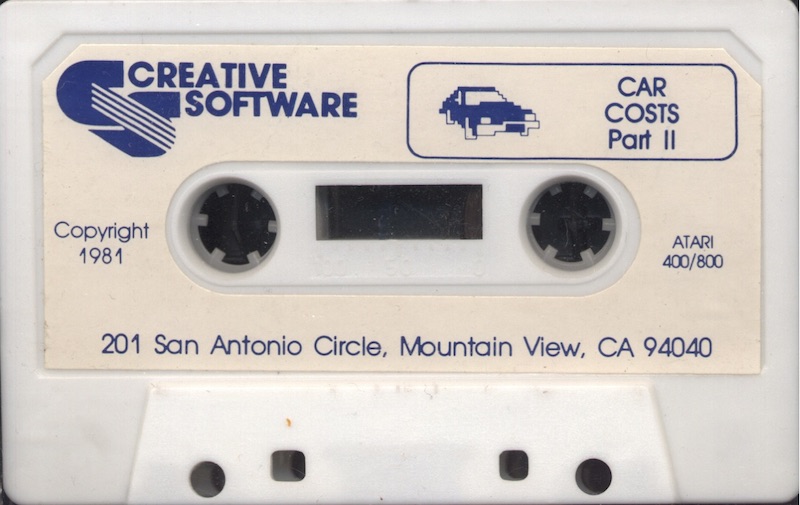 CREATIVE
SOFTWARE
CAR
COSTS
Part II
Copyright
1981
ATARI
400/800
201 San Antonio Circle, Mountain View, CA 94040